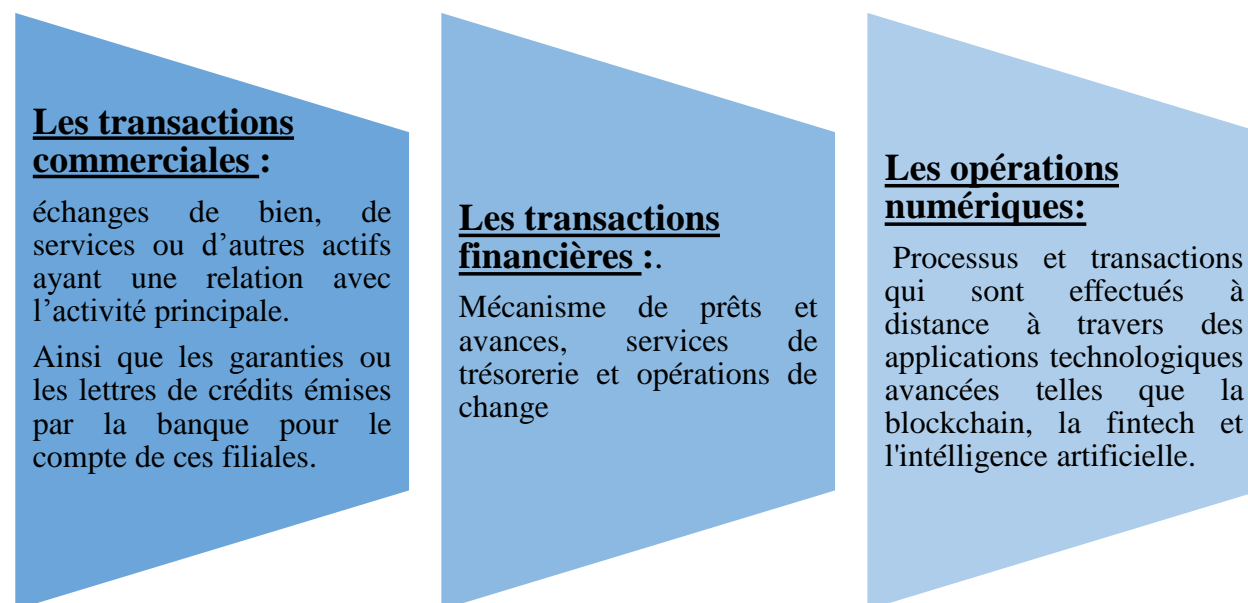 Les transactions
commerciales :
échanges de bien, de
services ou d’autres actifs
ayant une relation avec
l’activité principale.
Ainsi que les garanties ou
les lettres de crédits émises
par la banque pour le
compte de ces filiales.
Les transactions
financières :.
Mécanisme de prêts et
avances, services de
trésorerie et opérations de
change
Les opérations
numériques:
Processus et transactions
qui sont effectués à
distance à travers des
applications technologiques
avancées telles que la
blockchain, la fintech et
l'intélligence artificielle.